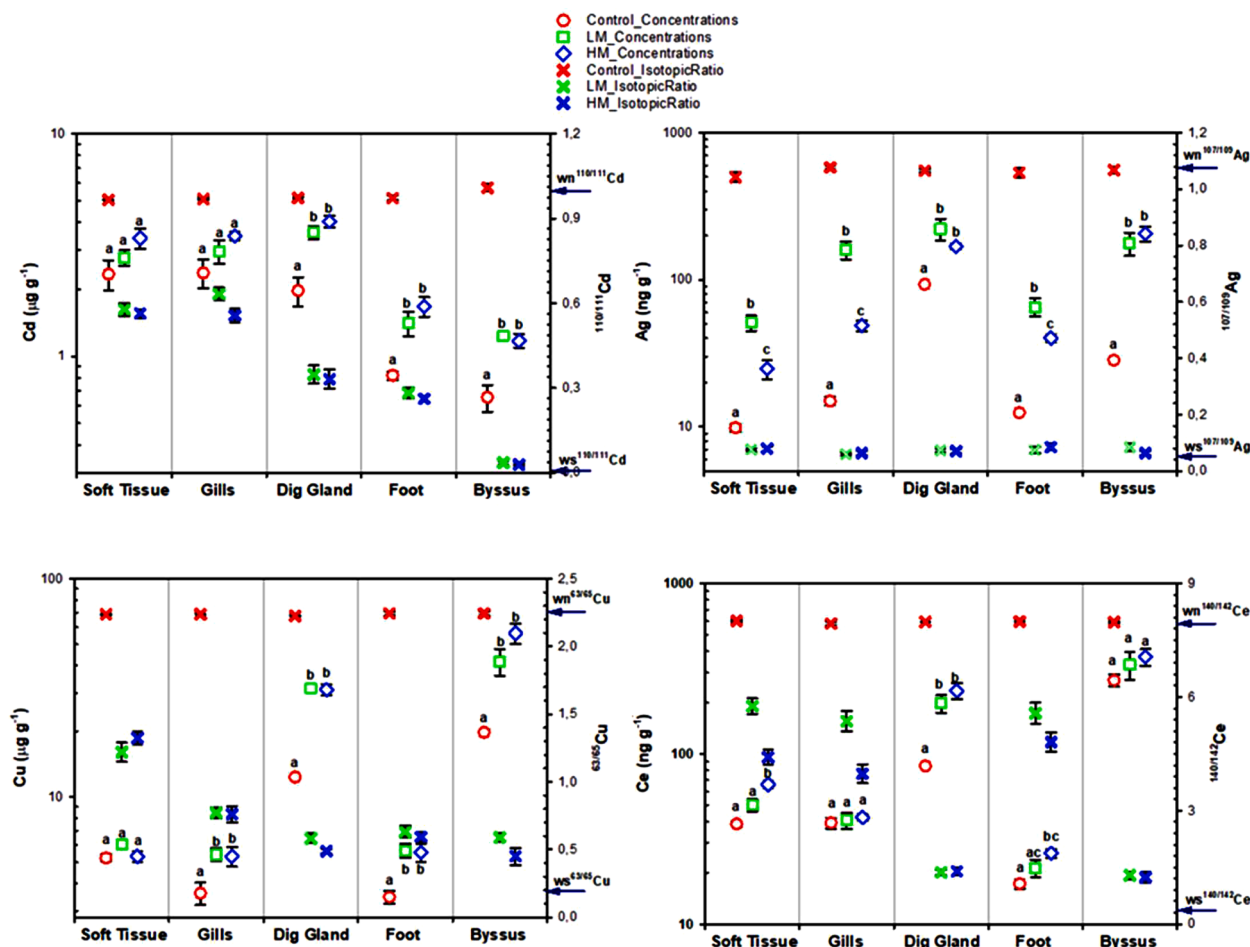 Control_Concentrations
LM_Concentrations
HM_Concentrations
Control_IsotopicRatio
LM_IsotopicRatio
HM_IsotopicRatio
10
1
Cd (µg g⁻¹)
a a a
a a a
a b b
a b b
a b b
1,2
0,9
0,6
0,3
0,0
wn¹¹⁰/¹¹¹Cd
¹¹⁰/¹¹¹Cd
ws¹¹⁰/¹¹¹Cd
Soft Tissue Gills Dig Gland Foot Byssus
1000
100
10
Ag (ng g⁻¹)
a b c
a b c
a b b
a b c
a b b
1,2
1,0
0,8
0,6
0,4
0,2
0,0
wn¹⁰⁷/¹⁰⁹Ag
¹⁰⁷/¹⁰⁹Ag
ws¹⁰⁷/¹⁰⁹Ag
Soft Tissue Gills Dig Gland Foot Byssus
100
10
Cu (µg g⁻¹)
a a a
a b b
a b b
a b b
a b b
2,5
2,0
1,5
1,0
0,5
0,0
wn⁶³/⁶⁵Cu
⁶³/⁶⁵Cu
ws⁶³/⁶⁵Cu
Soft Tissue Gills Dig Gland Foot Byssus
1000
100
10
Ce (ng g⁻¹)
a a b
a a a
a b b
a ac bc
a a a
9
6
3
0
wn¹⁴⁰/¹⁴²Ce
¹⁴⁰/¹⁴²Ce
ws¹⁴⁰/¹⁴²Ce
Soft Tissue Gills Dig Gland Foot Byssus